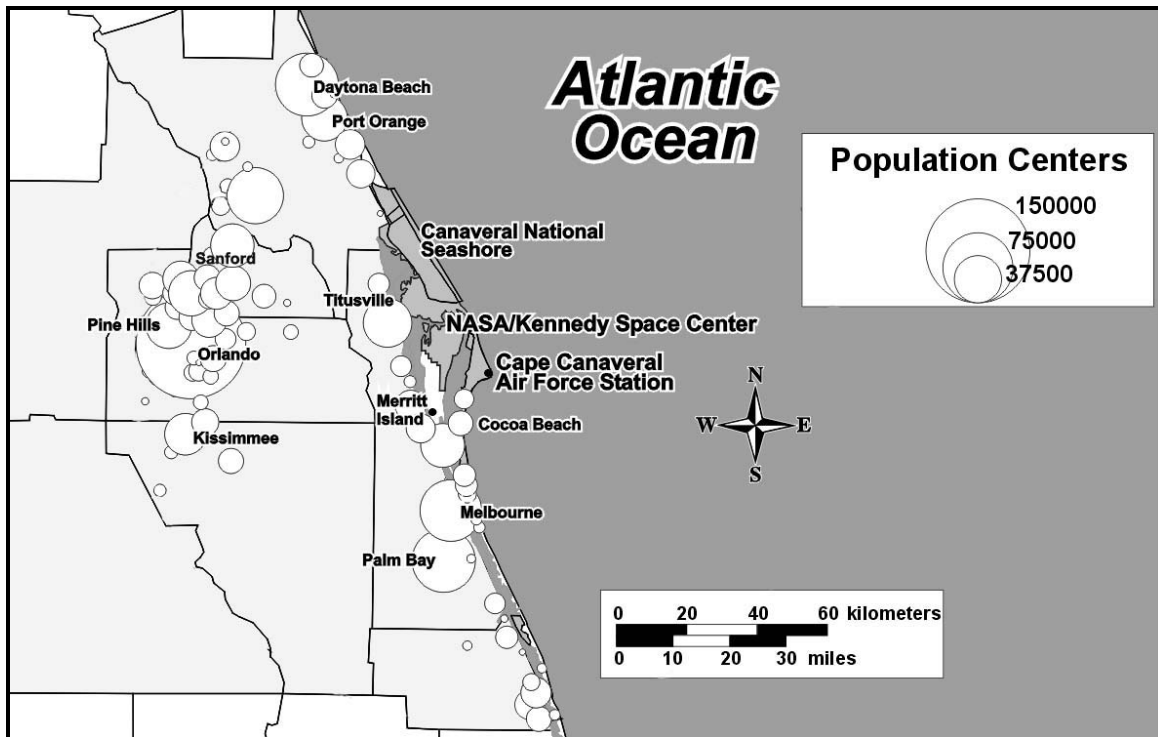 Atlantic
Ocean
Daytona Beach
Port Orange
Population Centers
150000
75000
37500
Canaveral National
Seashore
Sanford
Titusville
Pine Hills
NASA/Kennedy Space Center
Orlando
Cape Canaveral
Air Force Station
Merritt
Island
Cocoa Beach
N
W
E
S
Kissimmee
Melbourne
Palm Bay
0 20 40 60 kilometers
0 10 20 30 miles